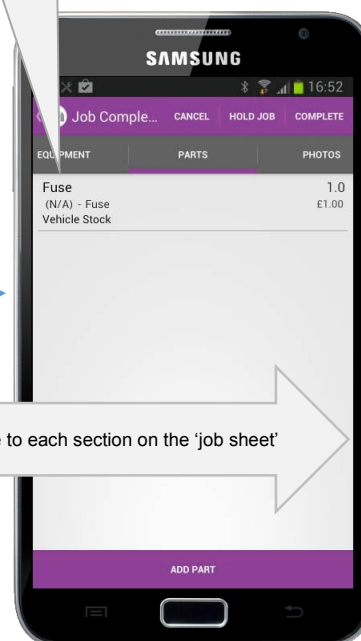 SAMSUNG
16:52
Job Comple... CANCEL HOLD JOB COMPLETE
EQUIPMENT PARTS PHOTOS
Fuse 1.0
(N/A) - Fuse £1.00
Vehicle Stock
to each section on the ‘job sheet’
ADD PART